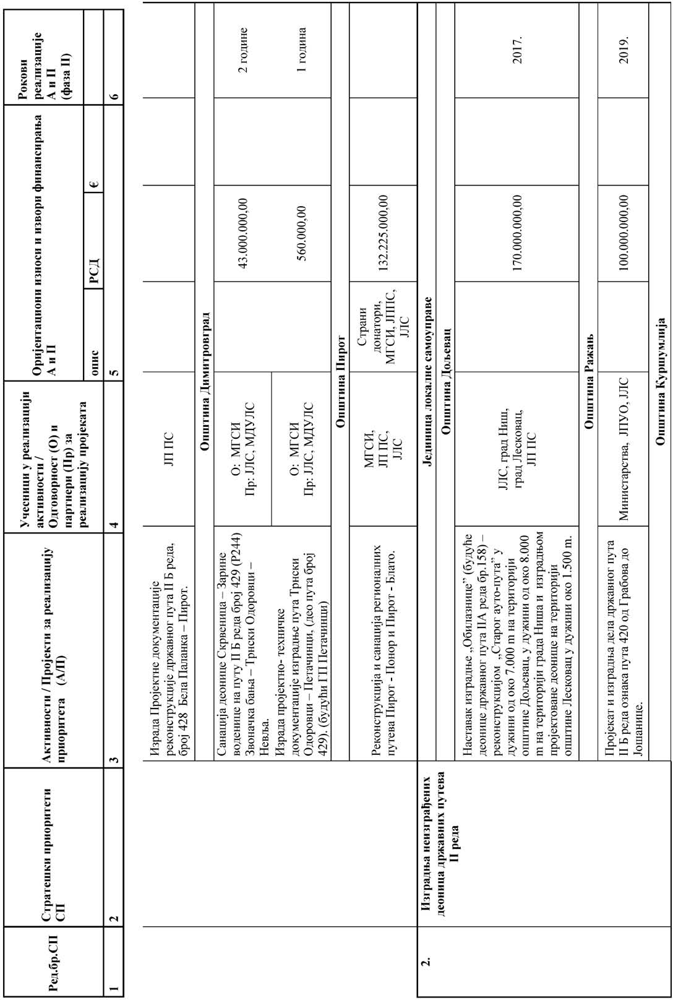 Ред.бр.СП
Стратешки приоритети
СП
Активности / Пројекти за реализацију
приоритета (А/П)
Учесници у реализацији
активности /
Одговорност (О) и
партнери (Пр) за
реализацију пројеката
Оријентациони износи и извори финансирања
А и П
опис
РСД
€
Рокови
реализације
А и П
(фаза II)
1
2
3
4
5
6
Израда Пројектне документације
реконструкције државног пута II Б реда,
број 428 Бела Паланка – Пирот.
ЈП ПС
Општина Димитровград
Санација деонице Скрвеница – Зарине
воденице на путу II Б реда број 429 (Р244)
Звоначка бања – Трнски Одоровци –
Невља.
О: МГСИ
Пр: ЈЛС, МДУЛС
43.000.000,00
2 године
Израда пројектно- техничке
документације изградње пута Трнски
Одоровци – Петачинци, (део пута број
429). (будући ГП Петачинци)
О: МГСИ
Пр: ЈЛС, МДУЛС
560.000,00
1 година
Општина Пирот
Реконструкција и санација регионалних
путева Пирот - Понор и Пирот - Блато.
МГСИ,
ЈП ПС,
ЈЛС
Страни
донатори,
МГСИ, ЈППС,
ЈЛС
132.225.000,00
2.
Изградња неизграђених
деоница државних путева
II реда
Јединица локалне самоуправе
Општина Дољевац
Наставак изградње „Обилазнице” (будуће
деонице државног пута IIА реда бр.158) –
реконструкцијом „Старог ауто-пута” у
дужини од око 7.000 m на територији
општине Дољевац, у дужини од око 8.000
m на територији града Ниша и изградњом
пројектоване деонице на територији
општине Лесковац у дужини око 1.500 m.
ЈЛС, град Ниш,
град Лесковац,
ЈП ПС
170.000.000,00
2017.
Општина Ражањ
Пројекат и изградња дела државног пута
II Б реда ознака пута 420 од Грабова до
Јошанице.
Министарства, ЈПУО, ЈЛС
100.000.000,00
2019.
Општина Куршумлија